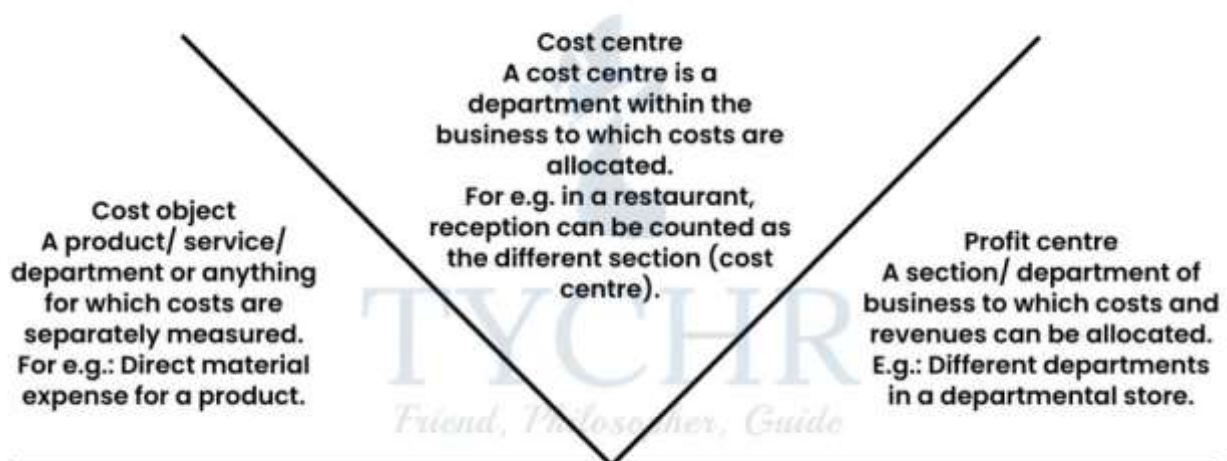 Cost object
A product/ service/
department or anything
for which costs are
separately measured.
For e.g.: Direct material
expense for a product.
Cost centre
A cost centre is a
department within the
business to which costs are
allocated.
For e.g. in a restaurant,
reception can be counted as
the different section (cost
centre).
Profit centre
A section/ department of
business to which costs and
revenues can be allocated.
E.g.: Different departments
in a departmental store.
TYCHR
Friend, Philosopher, Guide